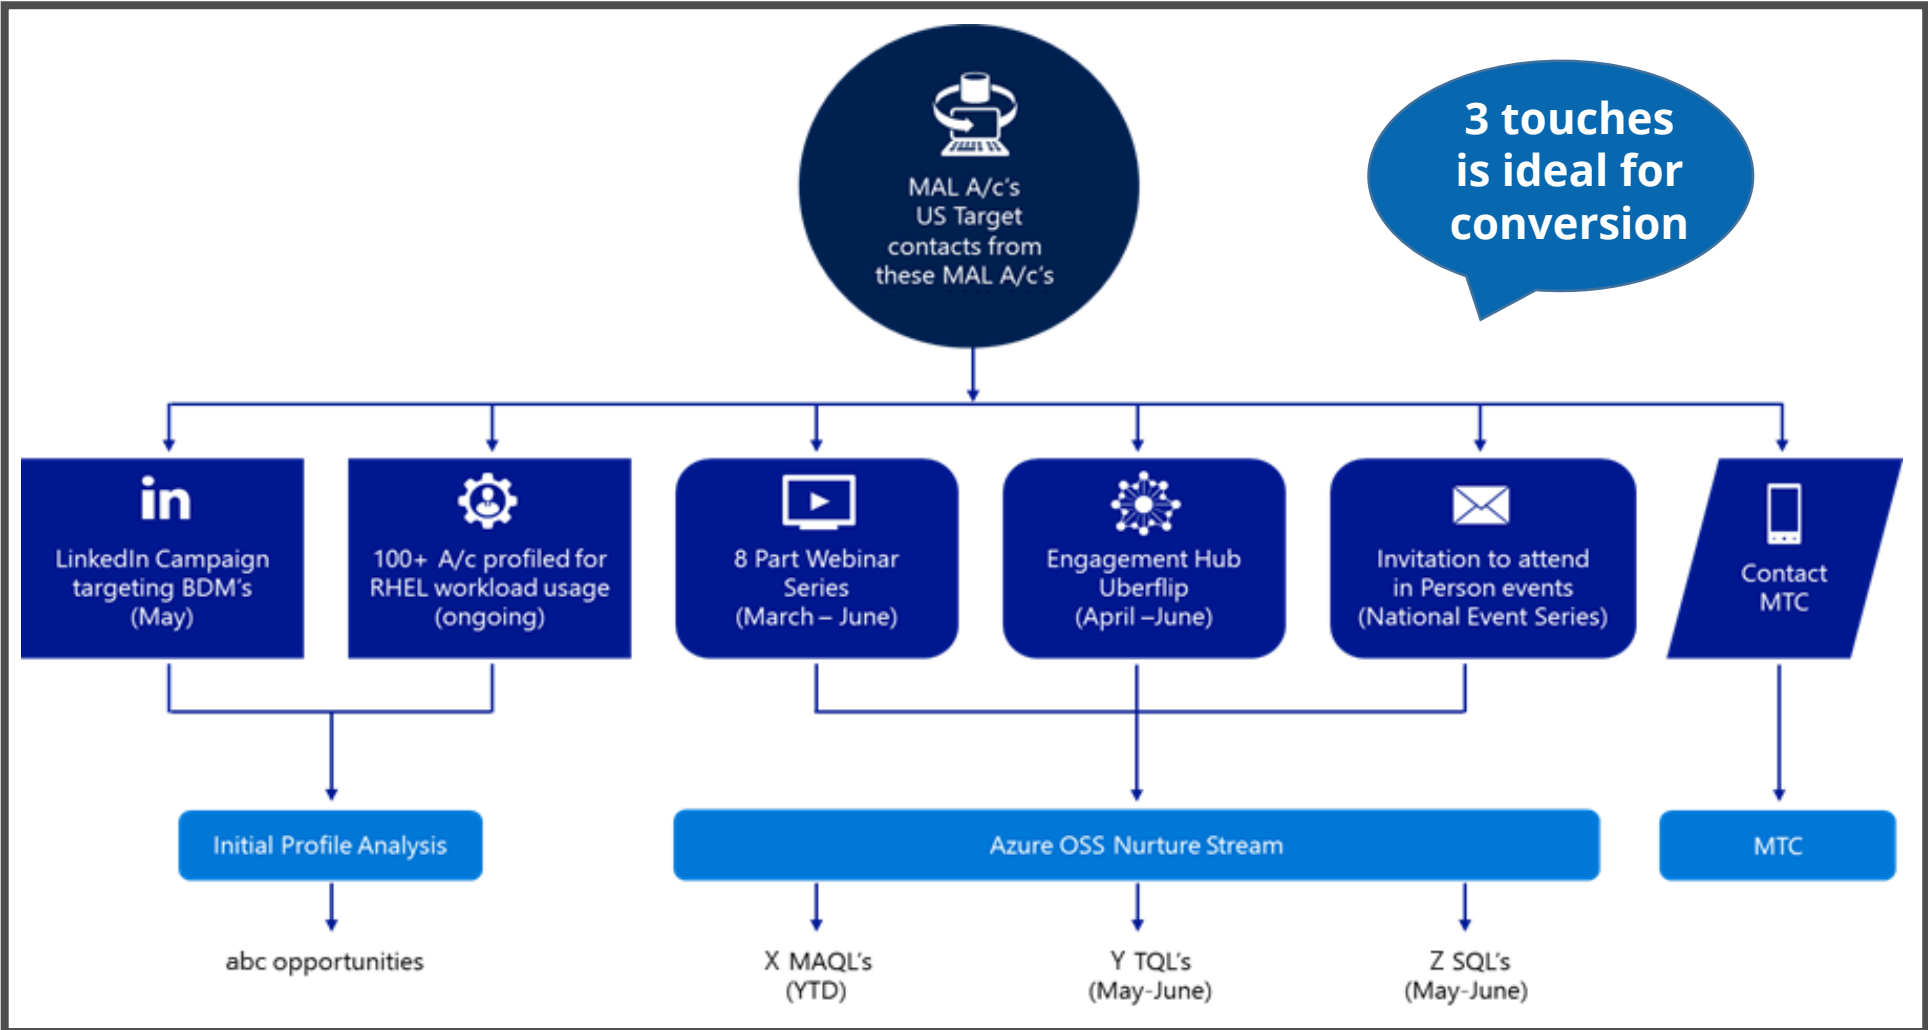 3 touches
is ideal for
conversion
MAL A/c's
US Target
contacts from
these MAL A/c's
in
LinkedIn Campaign
targeting BDM's
(May)
100+ A/c profiled for
RHEL workload usage
(ongoing)
8 Part Webinar
Series
(March – June)
Engagement Hub
Uberflip
(April –June)
Invitation to attend
in Person events
(National Event Series)
Contact
MTC
Initial Profile Analysis
Azure OSS Nurture Stream
MTC
abc opportunities
X MAQL's
(YTD)
Y TQL's
(May-June)
Z SQL's
(May-June)